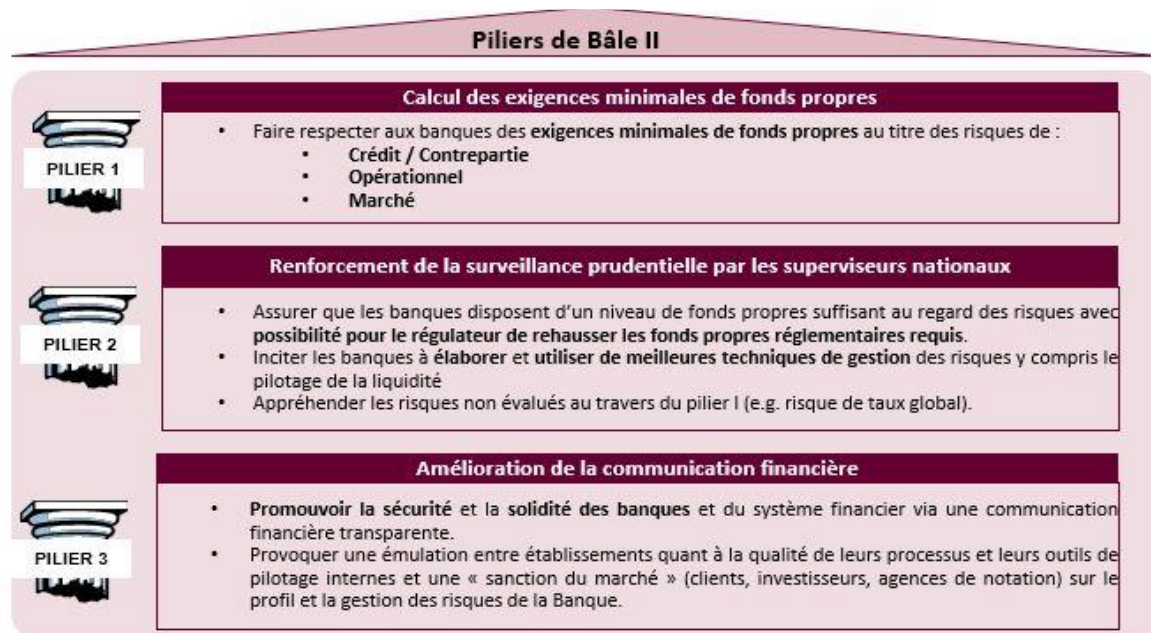 Piliers de Bâle II
Calcul des exigences minimales de fonds propres
PILIER 1
• Faire respecter aux banques des exigences minimales de fonds propres au titre des risques de :
• Crédit / Contrepartie
• Opérationnel
• Marché
Renforcement de la surveillance prudentielle par les superviseurs nationaux
PILIER 2
• Assurer que les banques disposent d'un niveau de fonds propres suffisant au regard des risques avec
possibilité pour le régulateur de rehausser les fonds propres réglementaires requis.
• Inciter les banques à élaborer et utiliser de meilleures techniques de gestion des risques y compris le
pilotage de la liquidité
• Appréhender les risques non évalués au travers du pilier I (e.g. risque de taux global).
Amélioration de la communication financière
PILIER 3
• Promouvoir la sécurité et la solidité des banques et du système financier via une communication
financière transparente.
• Provoquer une émulation entre établissements quant à la qualité de leurs processus et leurs outils de
pilotage internes et une « sanction du marché » (clients, investisseurs, agences de notation) sur le
profil et la gestion des risques de la Banque.